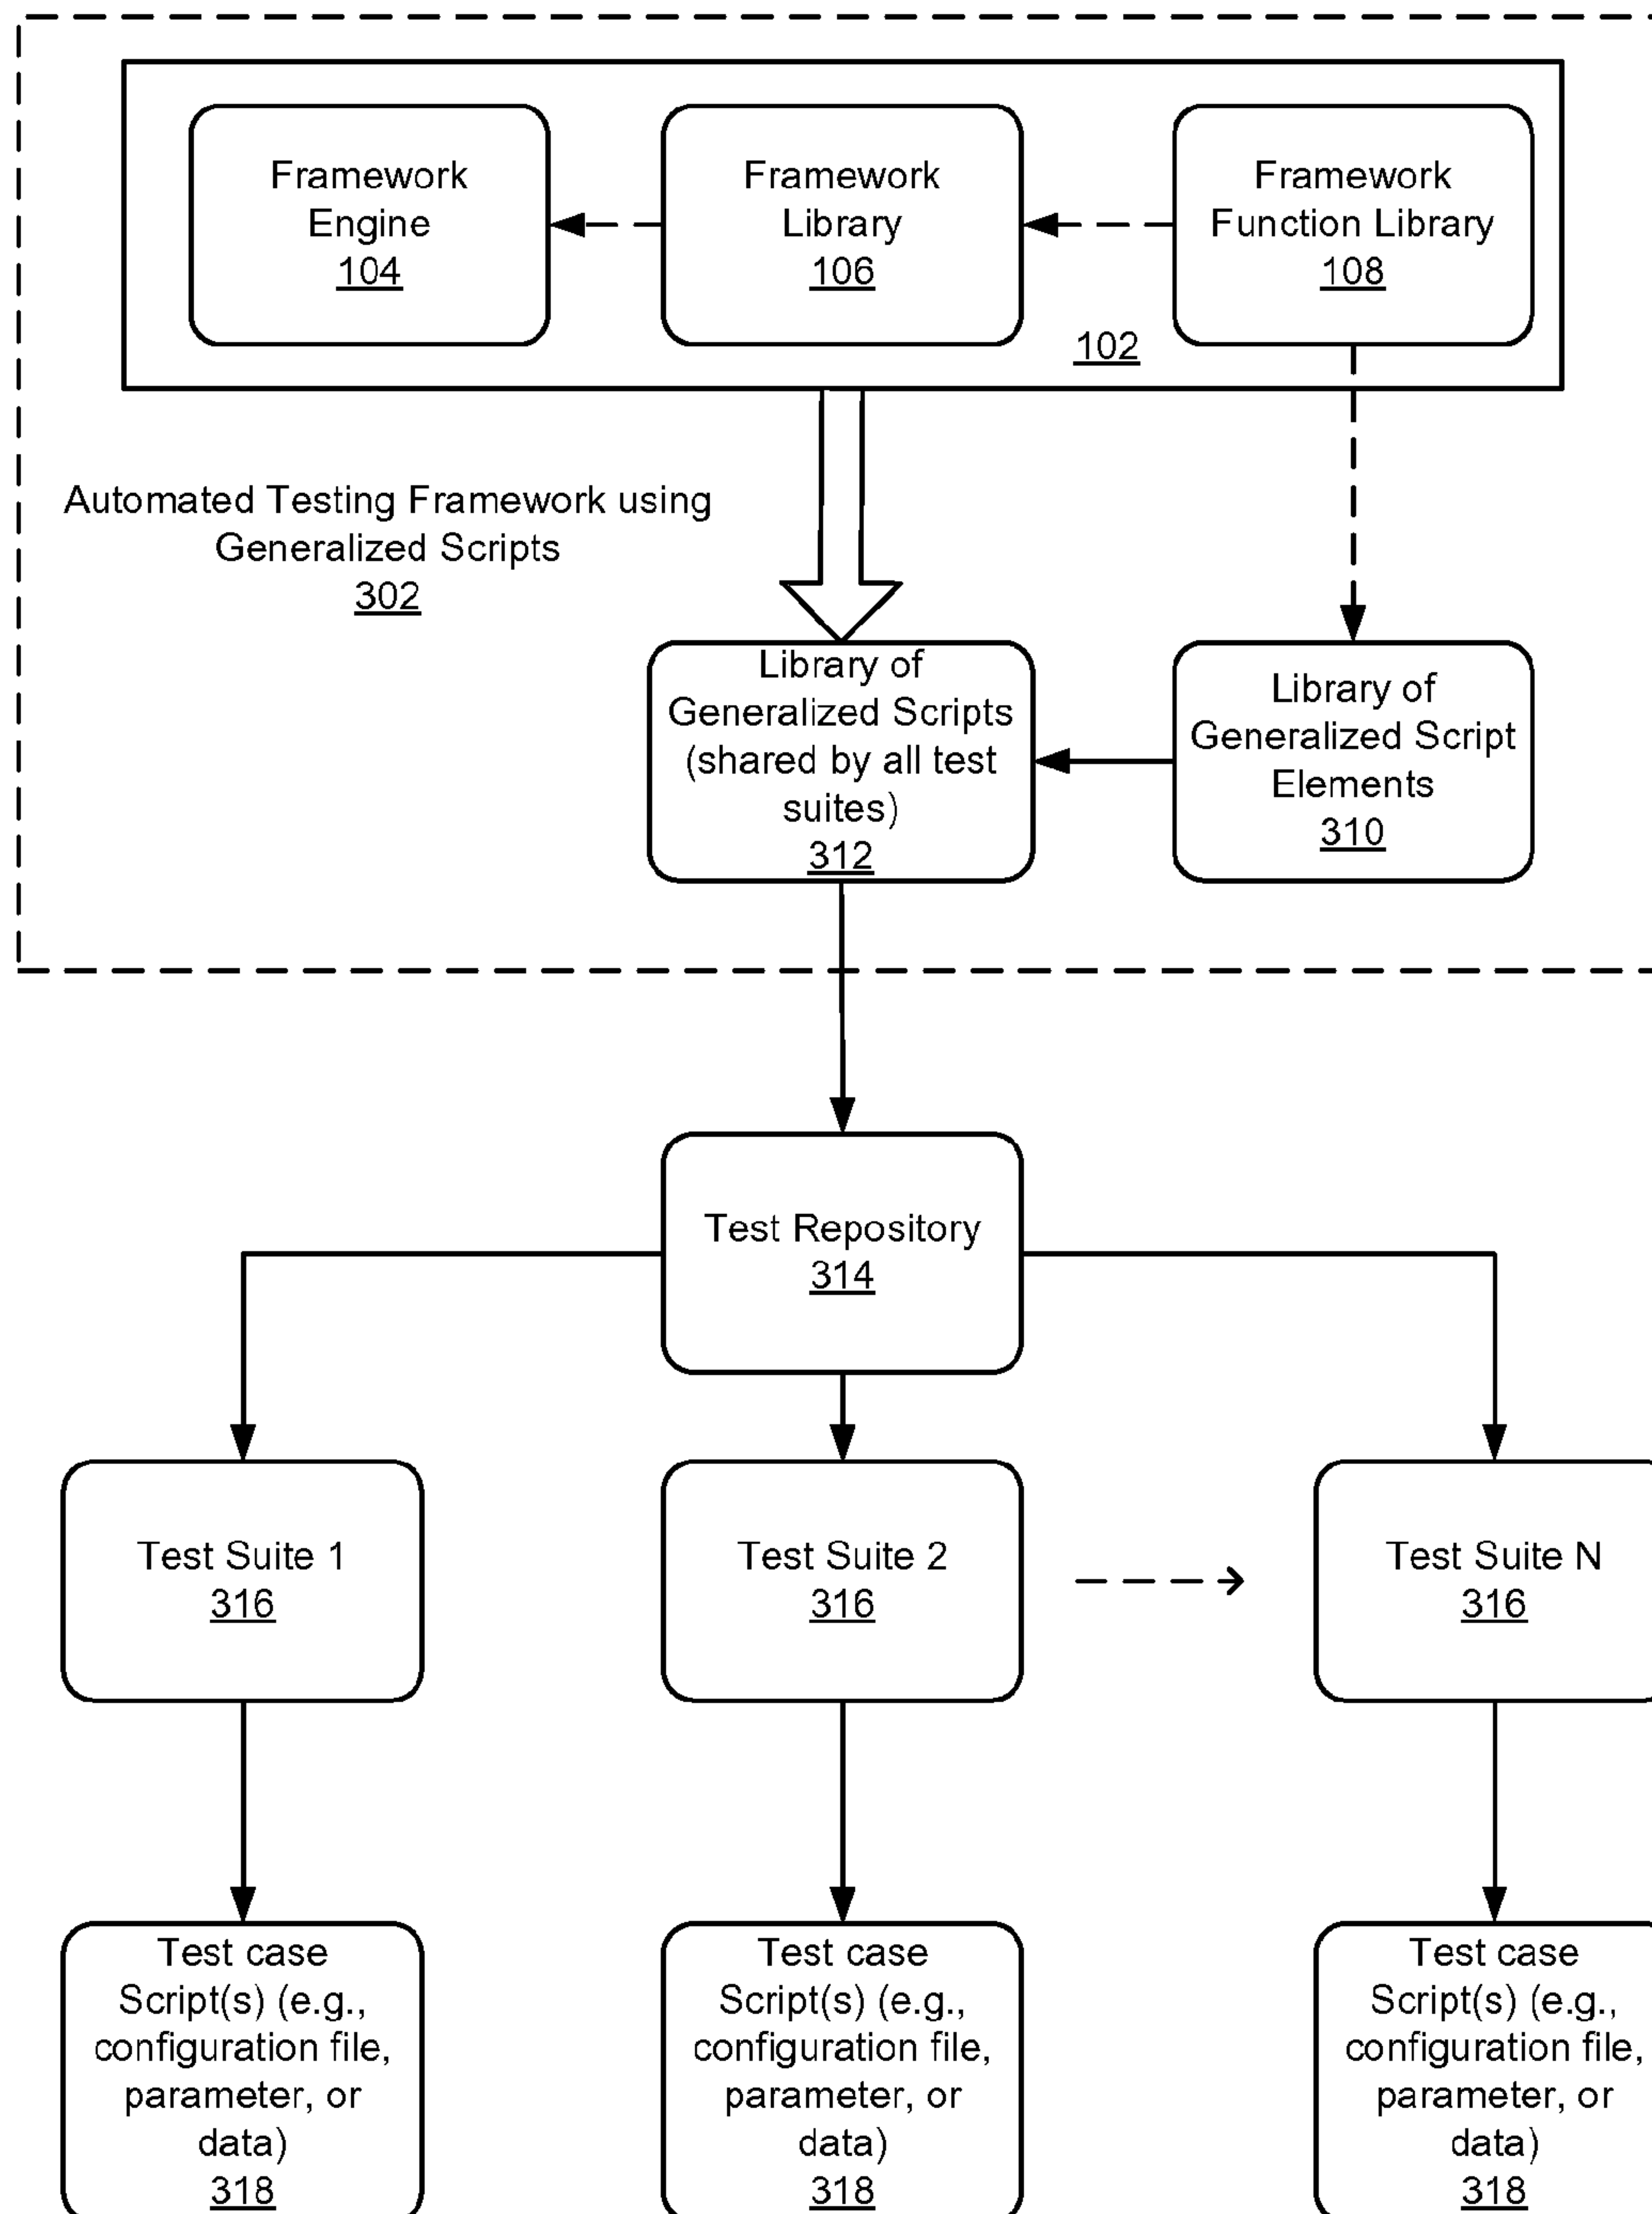 Framework
Engine
104
Framework
Library
106
Framework
Function Library
108
102
Automated Testing Framework using
Generalized Scripts
302
Library of
Generalized Scripts
(shared by all test
suites)
312
Library of
Generalized Script
Elements
310
Test Repository
314
Test Suite 1
316
Test Suite 2
316
Test Suite N
316
Test case
Script(s) (e.g.,
configuration file,
parameter, or
data)
318
Test case
Script(s) (e.g.,
configuration file,
parameter, or
data)
318
Test case
Script(s) (e.g.,
configuration file,
parameter, or
data)
318